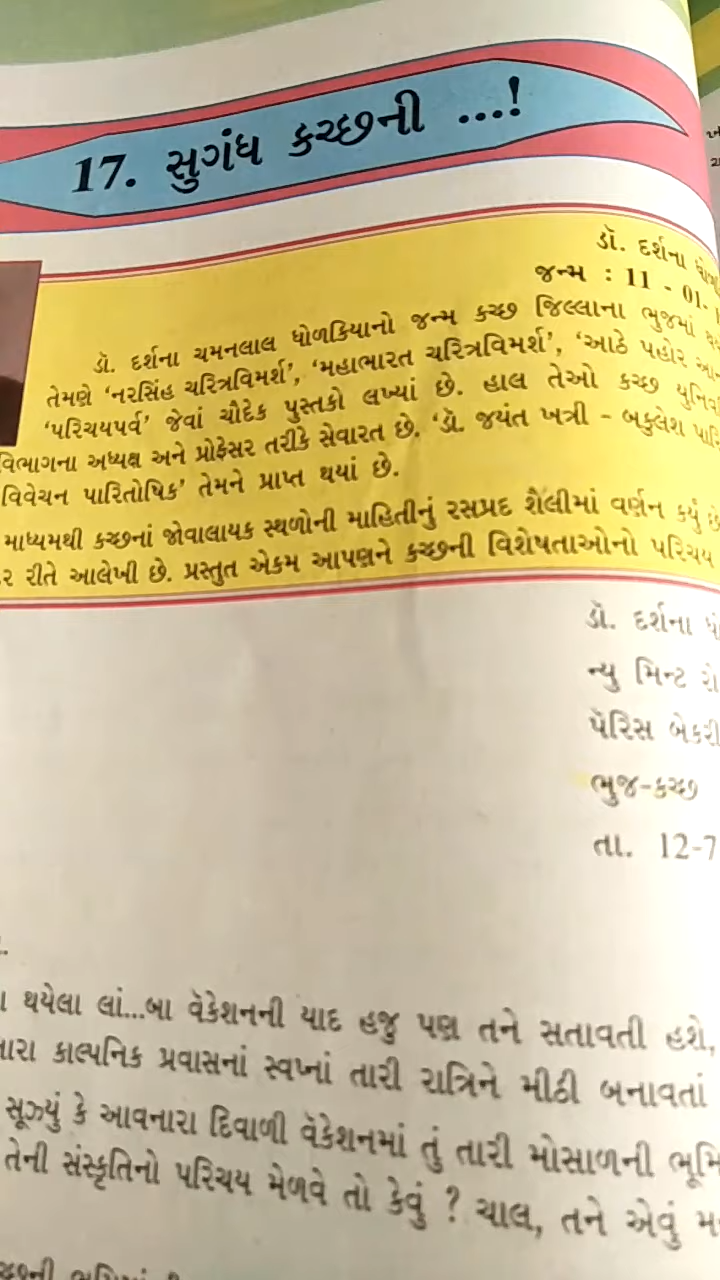 17. સુગંધ કચ્છની ...!
ડૉ. દર્શના
જન્મ : 11 - 01-
ડૉ. દર્શના ચમનલાલ ધોળકિયાનો જન્મ કચ્છ જિલ્લાના ભુજમાં
તેમણે ‘નરસિંહ ચરિત્રવિમર્શ’, ‘મહાભારત ચરિત્રવિમર્શ’, ‘આઠે પહોર
‘પરિચયપર્વ’ જેવાં ચૌદેક પુસ્તકો લખ્યાં છે. હાલ તેઓ કચ્છ
વિભાગના અધ્યક્ષ અને પ્રોફેસર તરીકે સેવારત છે. ‘ડૉ. જયંત ખત્રી - બકુલેશ
વિવેચન પારિતોષિક’ તેમને પ્રાપ્ત થયાં છે.
માધ્યમથી કચ્છનાં જોવાલાયક સ્થળોની માહિતીનું રસપ્રદ શૈલીમાં વર્ણન કર્યું છે
રીતે આલેખી છે. પ્રસ્તુત એકમ આપણને કચ્છની વિશેષતાઓનો પરિચય
ડૉ. દર્શના
ન્યુ મિન્ટ
પૅરિસ બેકરી
ભુજ-કચ્છ
તા. 12-7
થયેલા લાં...બા વૅકેશનની યાદ હજુ પણ તને સતાવતી હશે,
કાલ્પનિક પ્રવાસનાં સ્વપ્નાં તારી રાત્રિને મીઠી બનાવતાં
સૂઝ્યું કે આવનારા દિવાળી વૅકેશનમાં તું તારી મોસાળની
તેની સંસ્કૃતિનો પરિચય મેળવે તો કેવું ? ચાલ, તને એવું